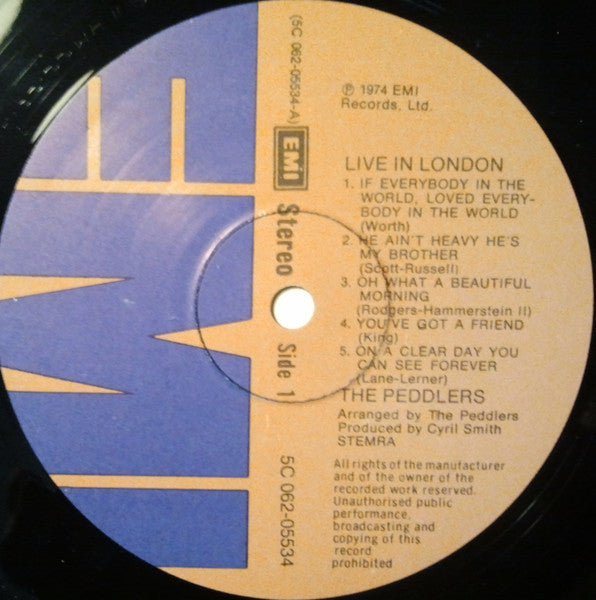 ℗ 1974 EMI
Records, Ltd.
LIVE IN LONDON
1. IF EVERYBODY IN THE
WORLD, LOVED EVERY-
BODY IN THE WORLD
(Worth)
2. HE AIN'T HEAVY HE'S
MY BROTHER
(Scott-Russell)
3. OH WHAT A BEAUTIFUL
MORNING
(Rodgers-Hammerstein II)
4. YOU'VE GOT A FRIEND
(King)
5. ON A CLEAR DAY YOU
CAN SEE FOREVER
(Lane-Lerner)
THE PEDDLERS
Arranged by The Peddlers
Produced by Cyril Smith
STEMRA
All rights of the manufacturer
and of the owner of the
recorded work reserved.
Unauthorised public
performance,
broadcasting and
copying of this
record
prohibited
(5C 062-05534-A)
EMI
Stereo
Side 1
5C 062-05534
EMI